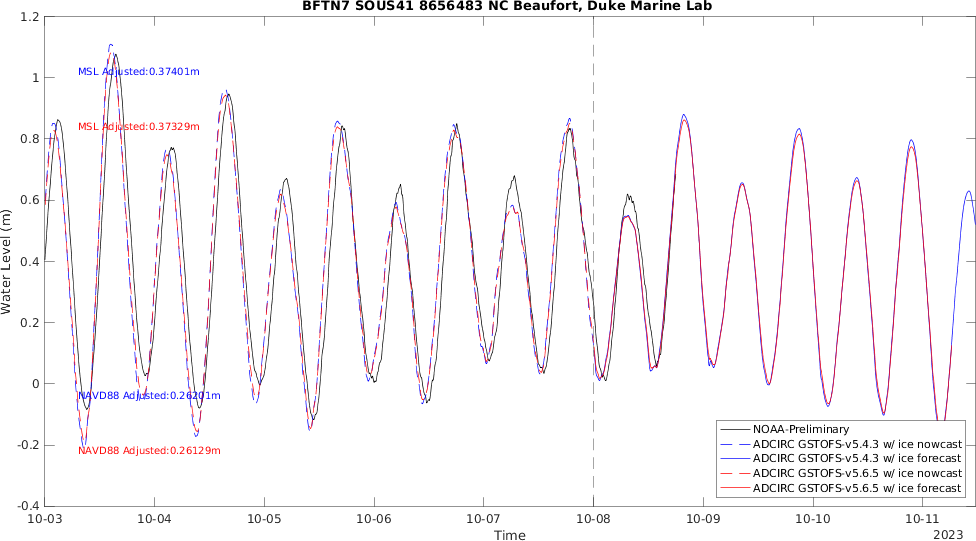 BFTN7 SOUS41 8656483 NC Beaufort, Duke Marine Lab
1.2
1
0.8
0.6
0.4
0.2
0
-0.2
-0.4
Water Level (m)
MSL Adjusted:0.37401m
MSL Adjusted:0.37329m
NAVD88 Adjusted:0.26201m
NAVD88 Adjusted:0.26129m
NOAA-Preliminary
ADCIRC GSTOFS-v5.4.3 w/ ice nowcast
ADCIRC GSTOFS-v5.4.3 w/ ice forecast
ADCIRC GSTOFS-v5.6.5 w/ ice nowcast
ADCIRC GSTOFS-v5.6.5 w/ ice forecast
10-03 10-04 10-05 10-06 10-07 10-08 10-09 10-10 10-11
Time
2023